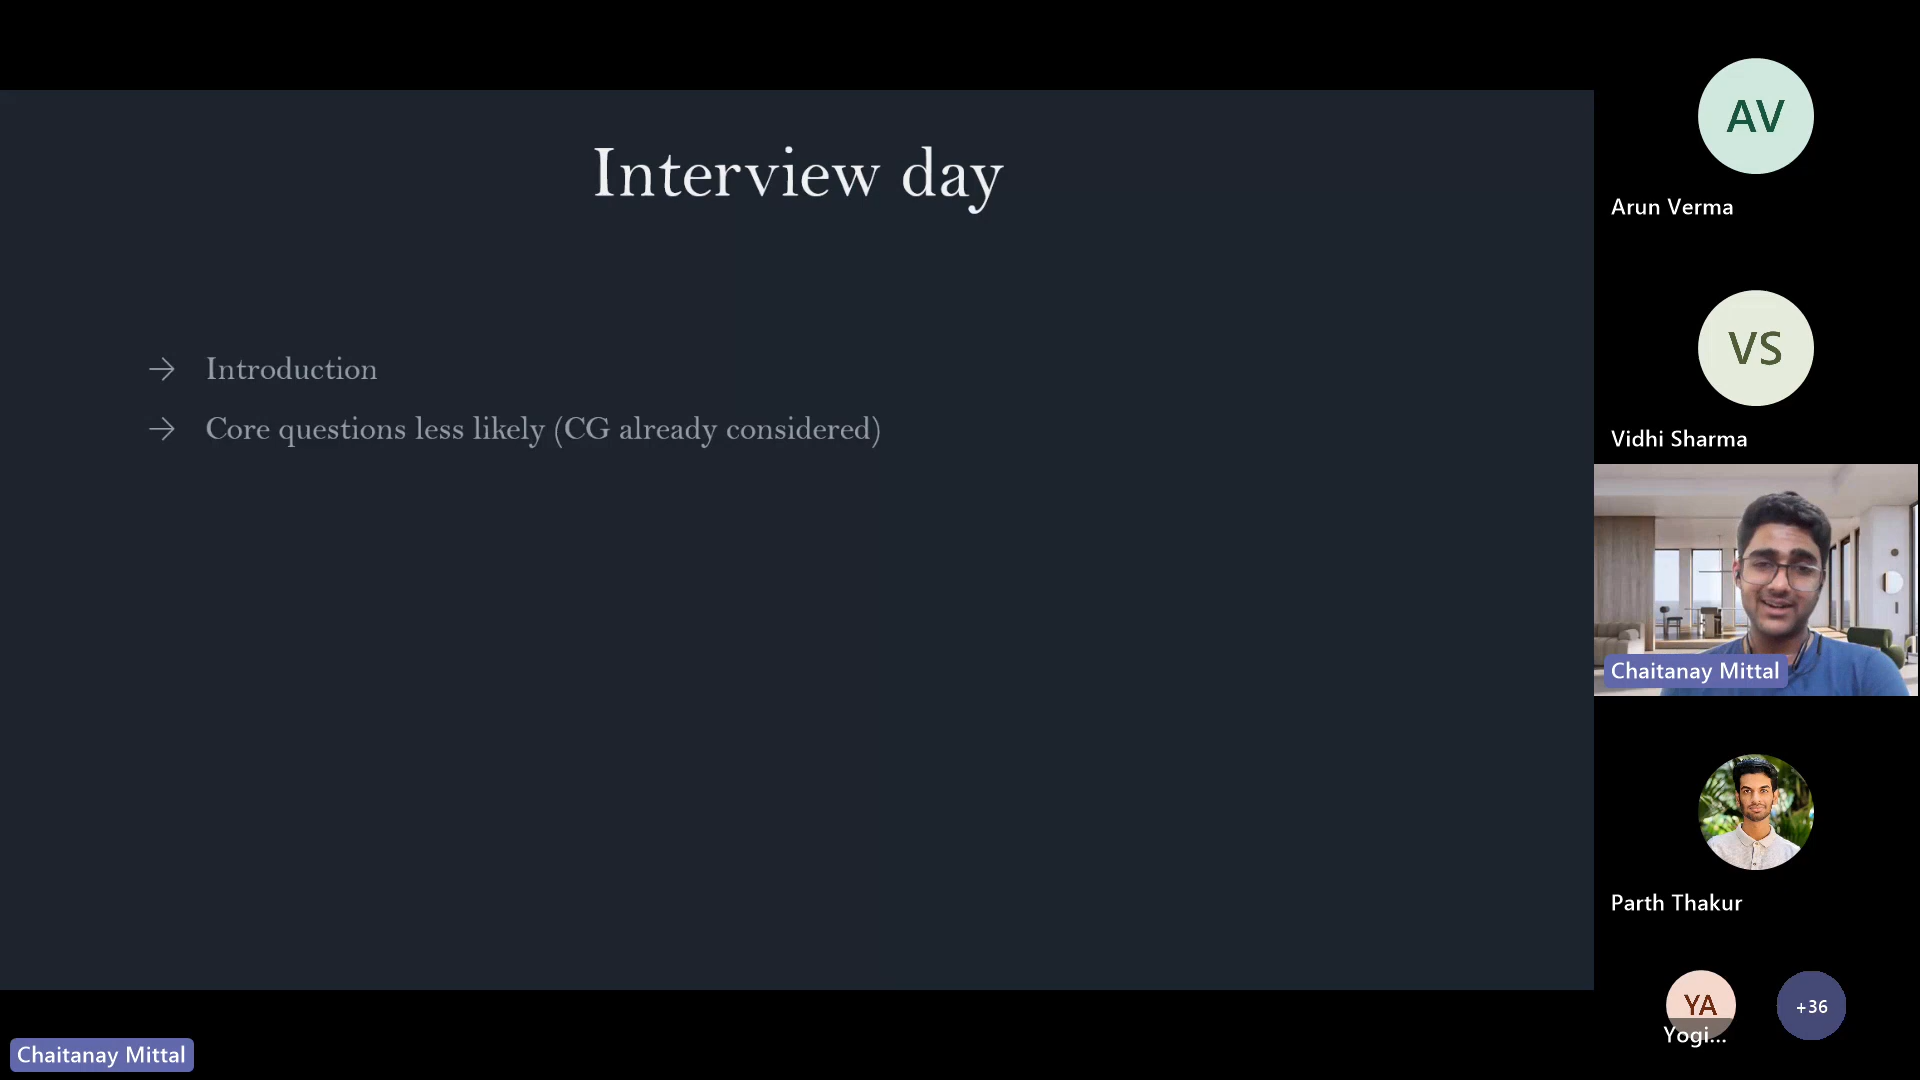 Interview day
→ Introduction
→ Core questions less likely (CG already considered)
AV
Arun Verma
VS
Vidhi Sharma
Chaitanay Mittal
Parth Thakur
YA
Yogi...
+36
Chaitanay Mittal